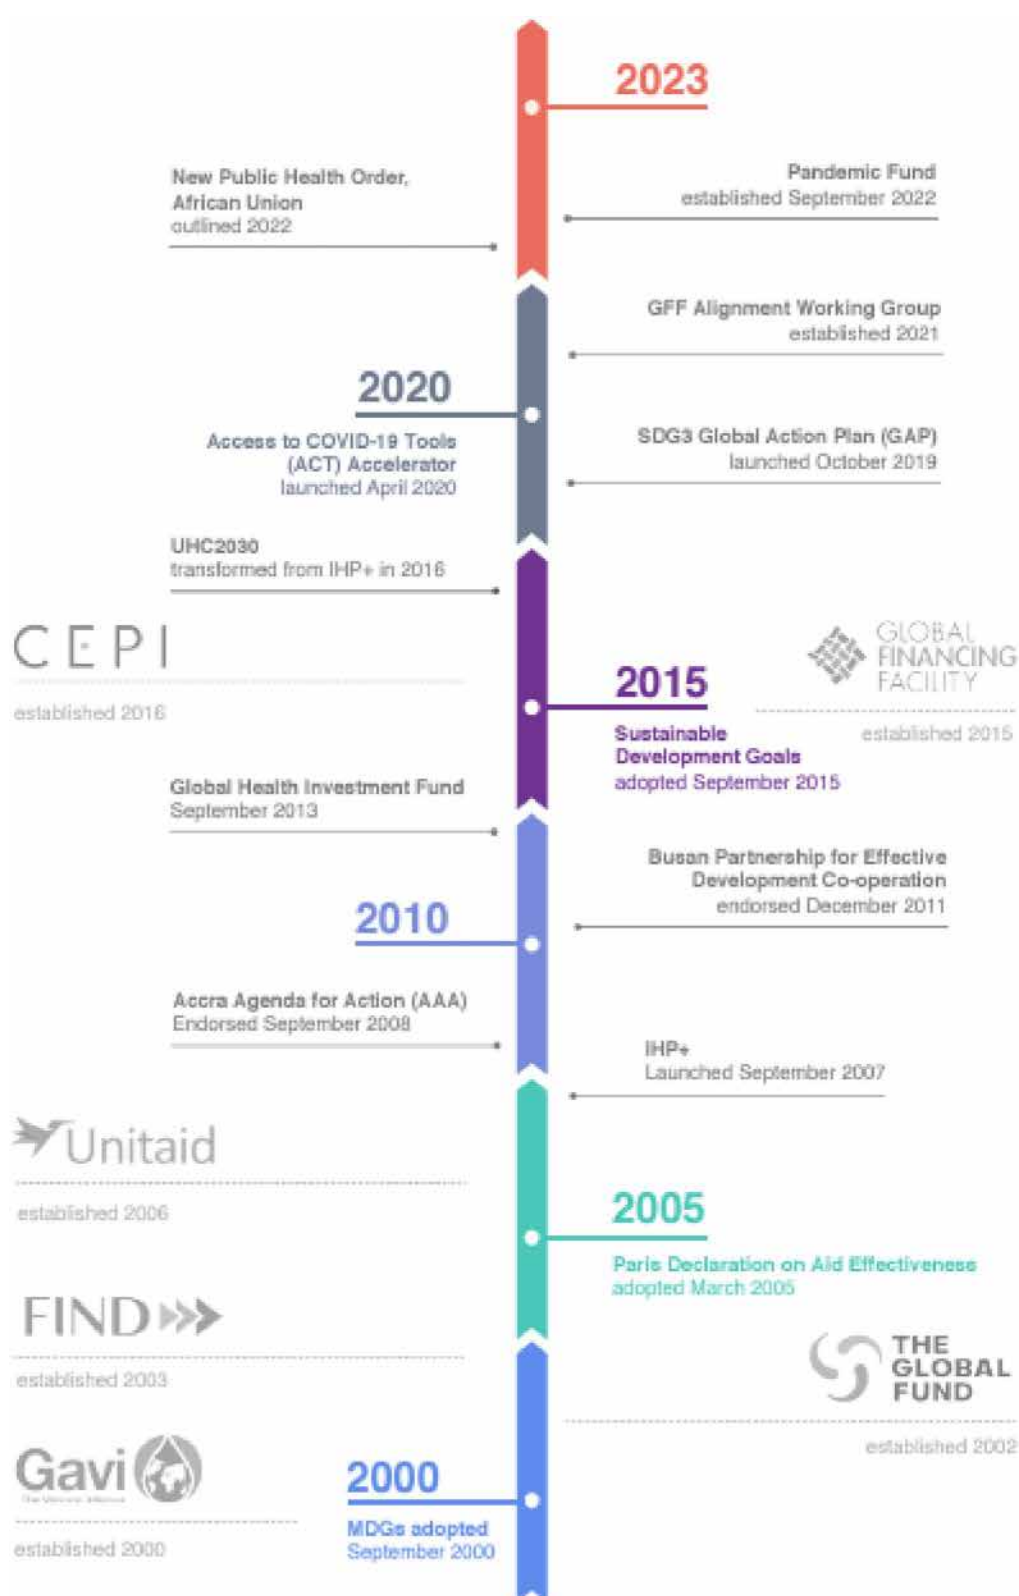 2023
New Public Health Order,
African Union
outlined 2022
Pandemic Fund
established September 2022
GFF Alignment Working Group
established 2021
2020
Access to COVID-19 Tools
(ACT) Accelerator
launched April 2020
SDG3 Global Action Plan (GAP)
launched October 2019
UHC2030
transformed from IHP+ in 2016
CEPI
established 2016
GLOBAL
FINANCING
FACILITY
established 2015
2015
Sustainable
Development Goals
adopted September 2015
Global Health Investment Fund
September 2013
Busan Partnership for Effective
Development Co-operation
endorsed December 2011
2010
Accra Agenda for Action (AAA)
Endorsed September 2008
IHP+
Launched September 2007
Unitaid
established 2006
2005
Paris Declaration on Aid Effectiveness
adopted March 2005
FIND
established 2003
THE
GLOBAL
FUND
established 2002
Gavi
established 2000
2000
MDGs adopted
September 2000